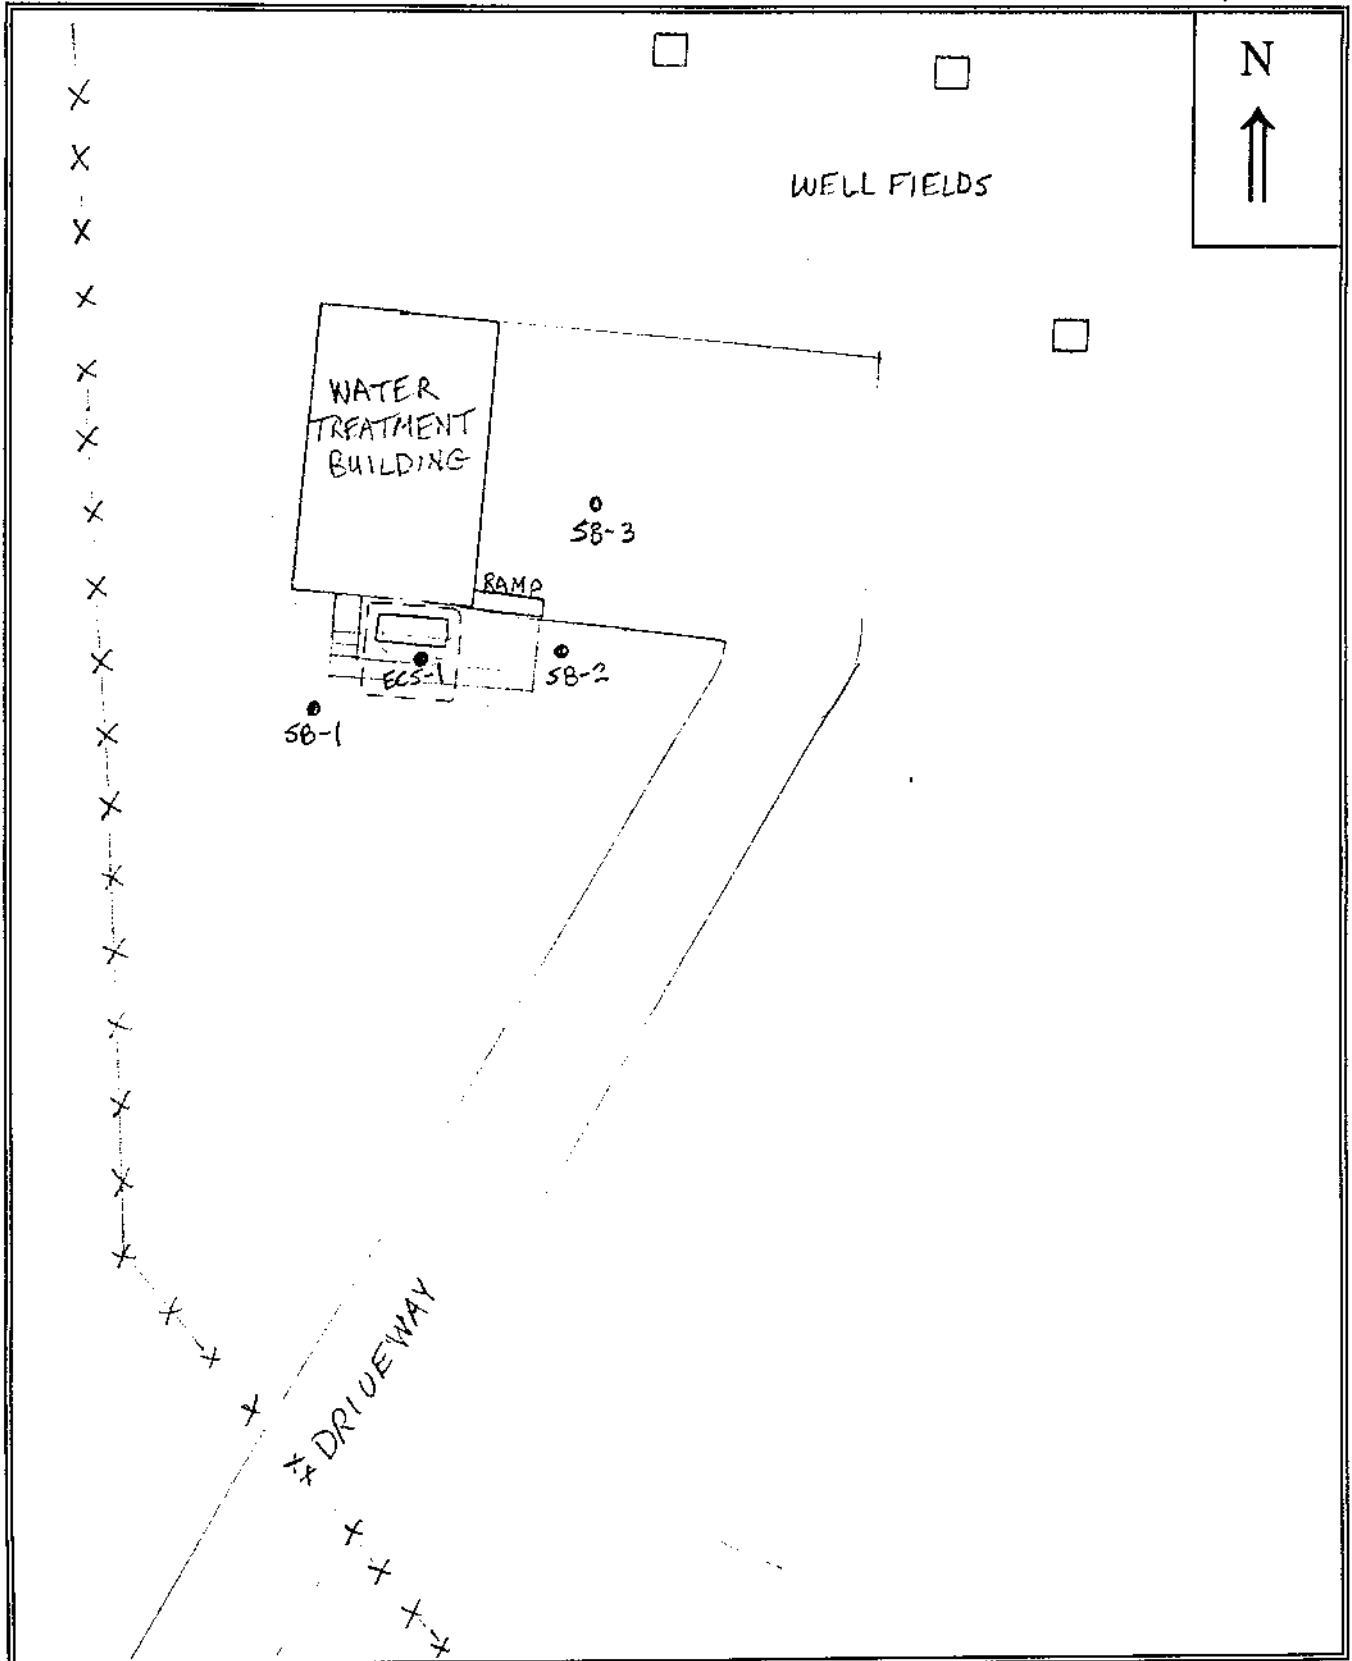 N
WELL FIELDS
WATER
TREATMENT
BUILDING
SB-3
RAMP
ECS-1
SB-2
SB-1
DRIVEWAY